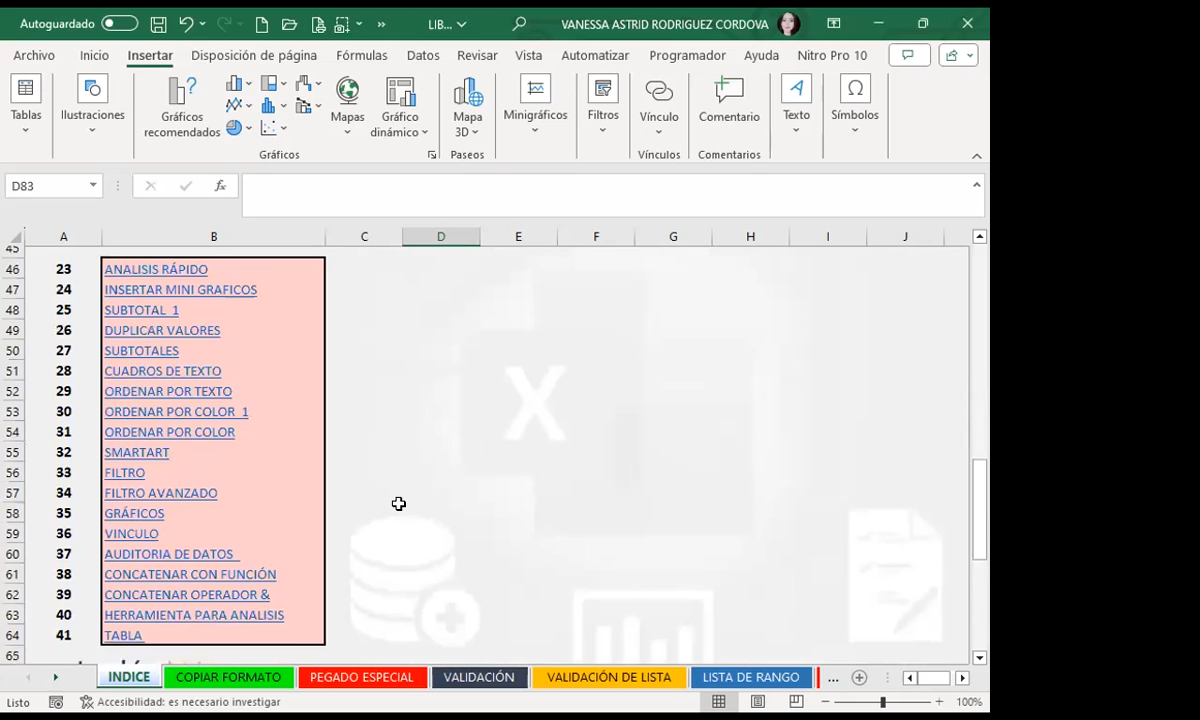 Autoguardado LIB... VANESSA ASTRID RODRIGUEZ CORDOVA
Archivo Inicio Insertar Disposición de página Fórmulas Datos Revisar Vista Automatizar Programador Ayuda Nitro Pro 10
Tablas Ilustraciones Gráficos recomendados Mapas Gráfico dinámico Mapa 3D Minigráficos Filtros Vínculo Comentario Texto Símbolos
Gráficos Paseos Vínculos Comentarios
D83 fx
A B C D E F G H I J
45
46 23 ANALISIS RÁPIDO
47 24 INSERTAR MINI GRAFICOS
48 25 SUBTOTAL 1
49 26 DUPLICAR VALORES
50 27 SUBTOTALES
51 28 CUADROS DE TEXTO
52 29 ORDENAR POR TEXTO
53 30 ORDENAR POR COLOR 1
54 31 ORDENAR POR COLOR
55 32 SMARTART
56 33 FILTRO
57 34 FILTRO AVANZADO
58 35 GRÁFICOS
59 36 VINCULO
60 37 AUDITORIA DE DATOS
61 38 CONCATENAR CON FUNCIÓN
62 39 CONCATENAR OPERADOR &
63 40 HERRAMIENTA PARA ANALISIS
64 41 TABLA
65
INDICE COPIAR FORMATO PEGADO ESPECIAL VALIDACIÓN VALIDACIÓN DE LISTA LISTA DE RANGO ...
Listo Accesibilidad: es necesario investigar 100%